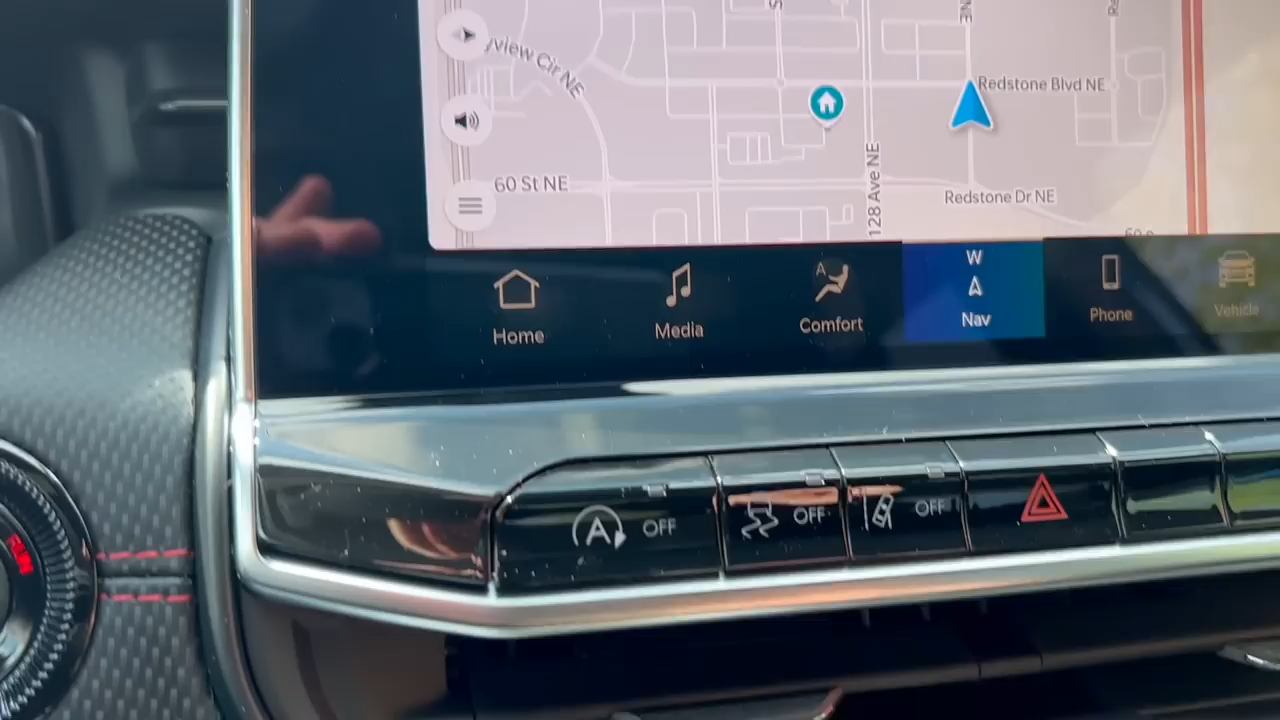 view Cir NE
NE
Redstone Blvd NE
60 St NE
128 Ave NE
Redstone Dr NE
W
A
Home
Media
Comfort
Nav
Phone
Vehicle
A OFF
OFF
OFF